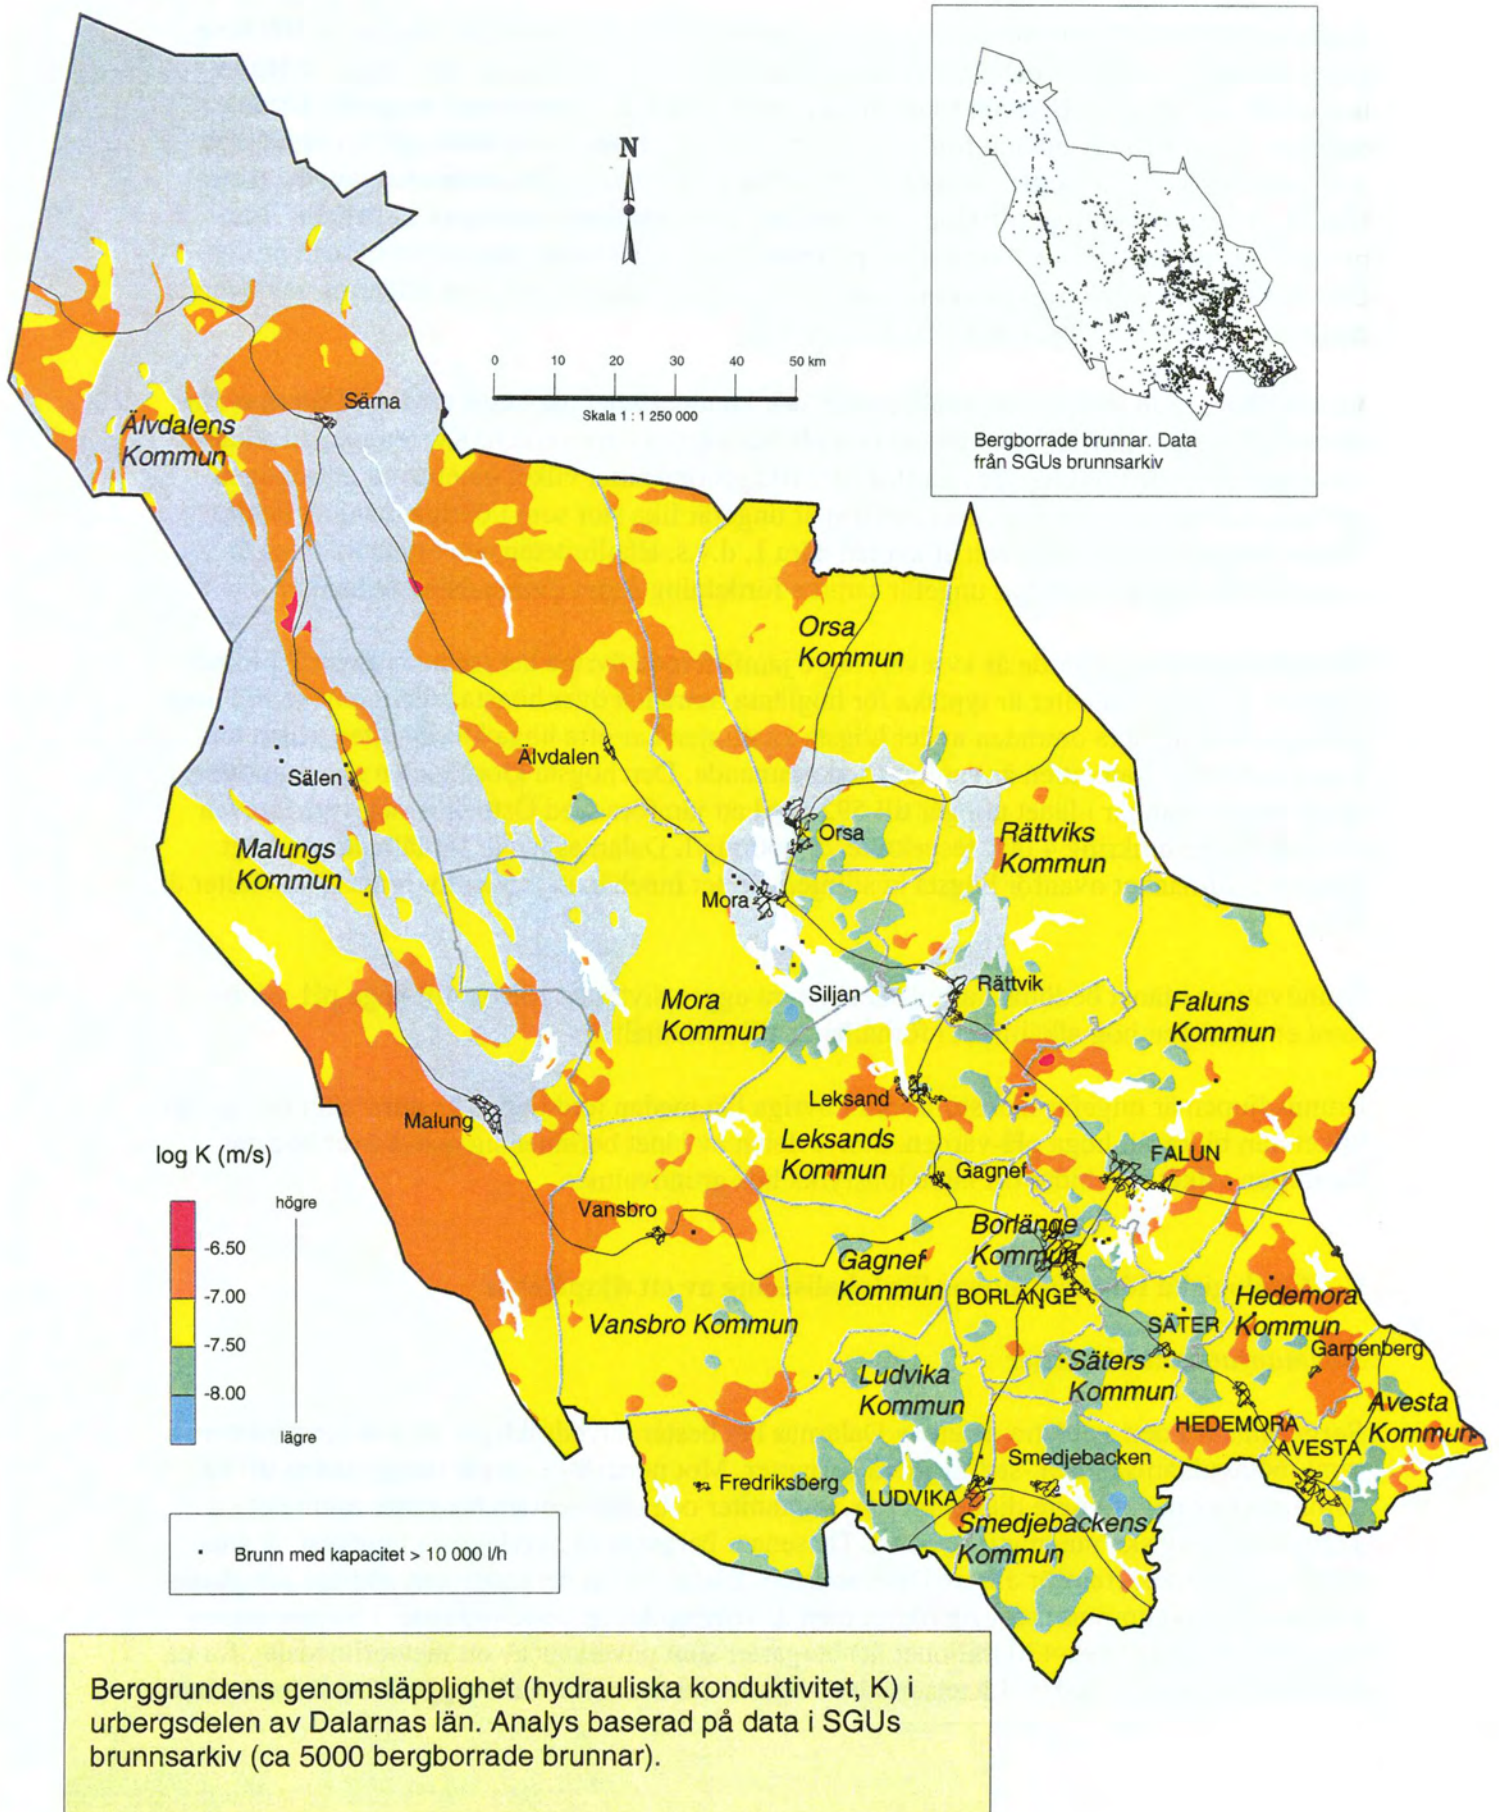 N
0 10 20 30 40 50 km
Skala 1 : 1 250 000
Bergborrade brunnar. Data
från SGUs brunnsarkiv
Särna
Älvdalens
Kommun
Orsa
Kommun
Älvdalen
Sälen
Orsa
Rättviks
Kommun
Malungs
Kommun
Mora
Siljan
Rättvik
Mora
Kommun
Faluns
Kommun
Leksand
Malung
Leksands
Kommun
FALUN
Gagnef
Vansbro
Borlänge
Kommun
Gagnef
Kommun
BORLÄNGE
Hedemora
Kommun
Vansbro Kommun
SÄTER
Garpenberg
Säters
Kommun
Ludvika
Kommun
Avesta
Kommun
HEDEMORA
AVESTA
Smedjebacken
Fredriksberg
LUDVIKA
Smedjebackens
Kommun
log K (m/s)
högre
-6.50
-7.00
-7.50
-8.00
lägre
Brunn med kapacitet > 10 000 l/h
Berggrundens genomsläpplighet (hydrauliska konduktivitet, K) i
urbergsdelen av Dalarnas län. Analys baserad på data i SGUs
brunnsarkiv (ca 5000 bergborrade brunnar).